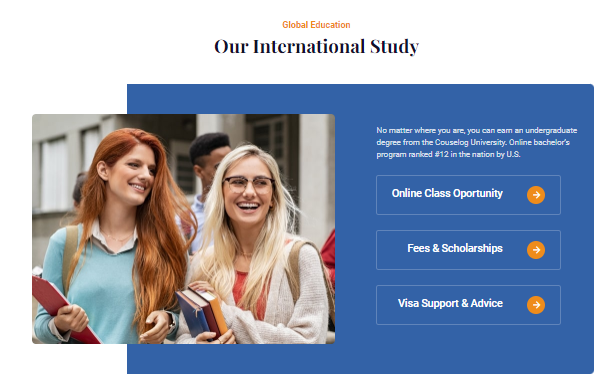 Global Education
Our International Study
No matter where you are, you can earn an undergraduate
degree from the Couselog University. Online bachelor's
program ranked #12 in the nation by U.S.
Online Class Oportunity
Fees & Scholarships
Visa Support & Advice